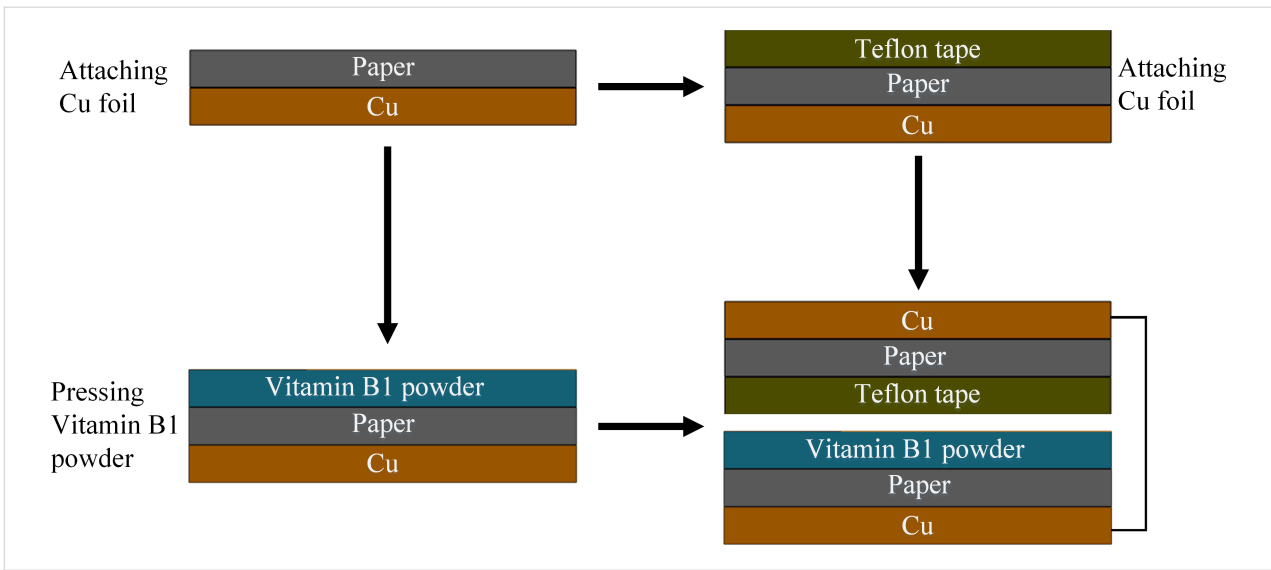 Attaching
Cu foil
Paper
Cu
Teflon tape
Paper
Cu
Attaching
Cu foil
Pressing
Vitamin B1
powder
Vitamin B1 powder
Paper
Cu
Cu
Paper
Teflon tape
Vitamin B1 powder
Paper
Cu